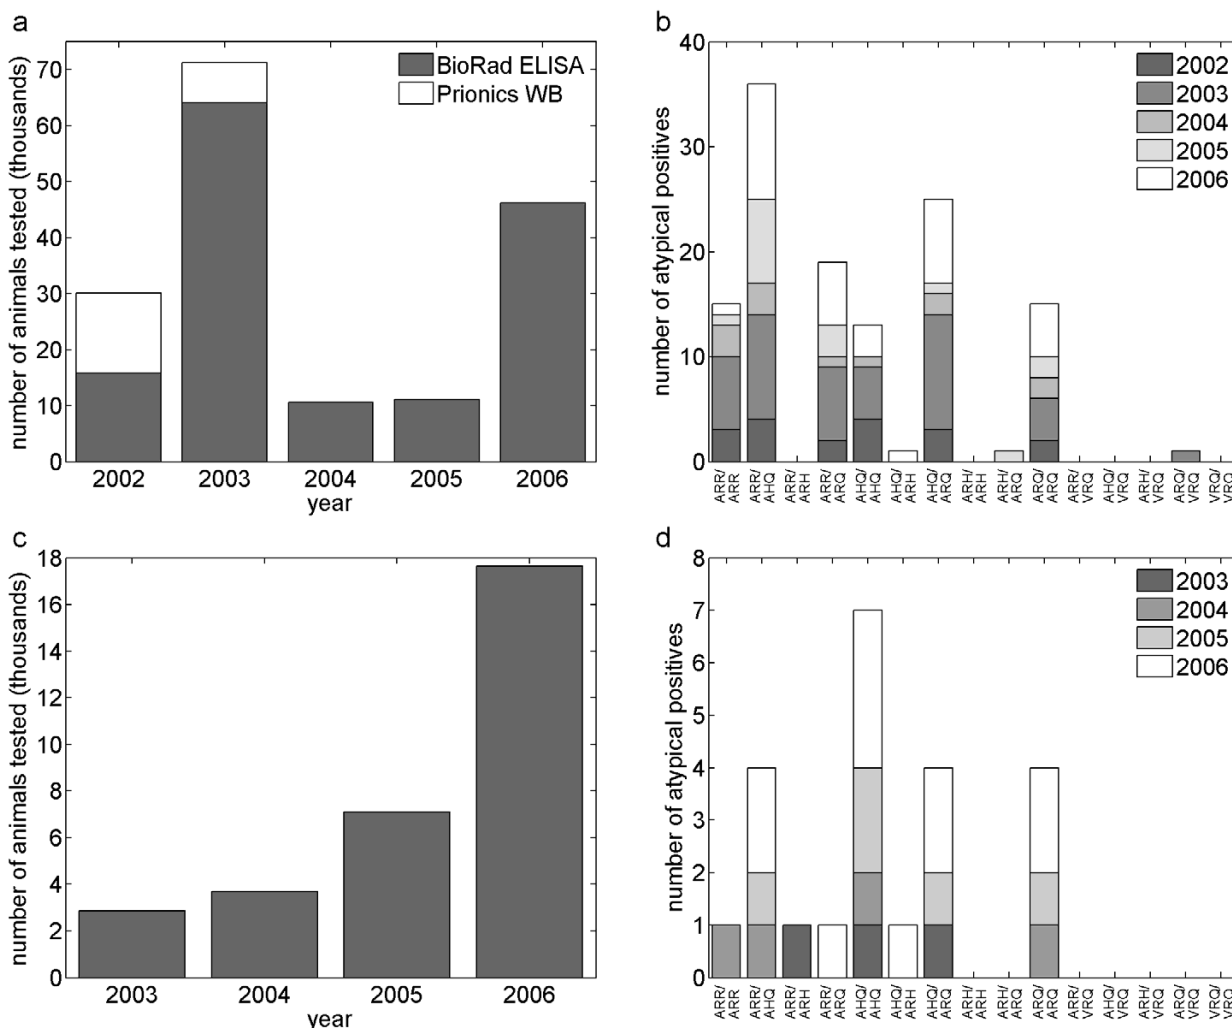 a
number of animals tested (thousands)
70
60
50
40
30
20
10
0
BioRad ELISA
Prionics WB
2002 2003 2004 2005 2006
year
b
number of atypical positives
40
30
20
10
0
2002
2003
2004
2005
2006
ARR/ ARR
ARR/ AHQ
ARR/ ARH
ARR/ ARQ
AHQ/ AHQ
AHQ/ ARH
AHQ/ ARQ
ARH/ ARH
ARH/ ARQ
ARQ/ ARQ
ARR/ VRQ
AHQ/ VRQ
ARH/ VRQ
ARQ/ VRQ
VRQ/ VRQ
c
number of animals tested (thousands)
18
16
14
12
10
8
6
4
2
0
2003 2004 2005 2006
year
d
number of atypical positives
8
7
6
5
4
3
2
1
0
2003
2004
2005
2006
ARR/ ARR
ARR/ AHQ
ARR/ ARH
ARR/ ARQ
AHQ/ AHQ
AHQ/ ARH
AHQ/ ARQ
ARH/ ARH
ARH/ ARQ
ARQ/ ARQ
ARR/ VRQ
AHQ/ VRQ
ARH/ VRQ
ARQ/ VRQ
VRQ/ VRQ